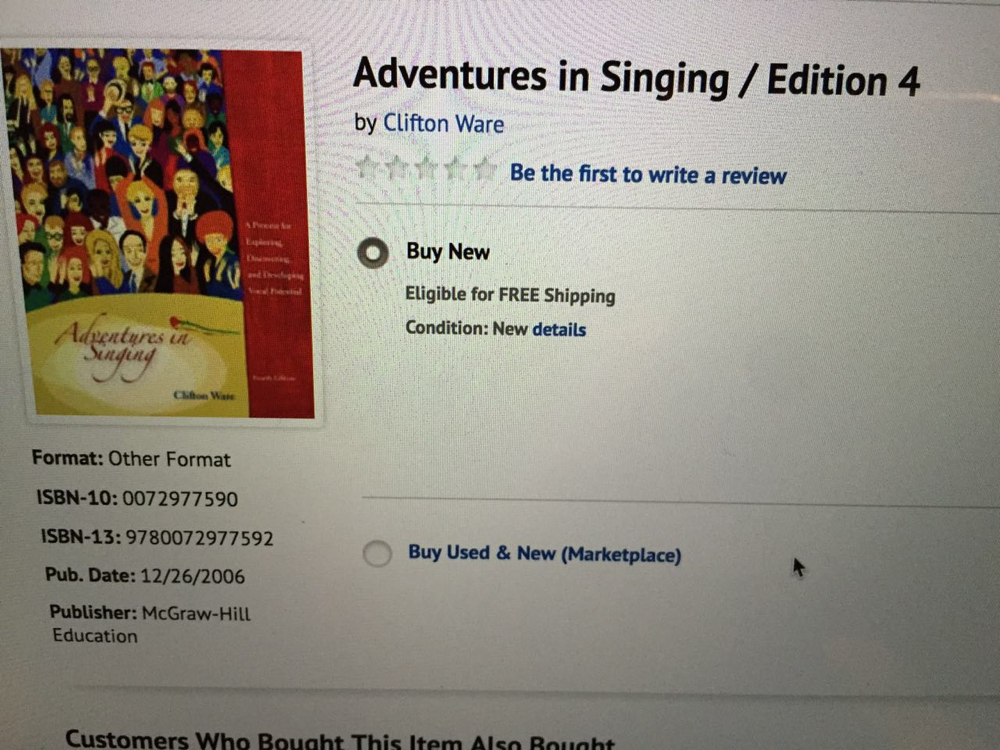 Adventures in Singing / Edition 4
by Clifton Ware
Be the first to write a review
Buy New
Eligible for FREE Shipping
Condition: New details
Buy Used & New (Marketplace)
A Process for
Exploring,
Discovering,
and Developing
Vocal Potential
Adventures in
Singing
Fourth Edition
Clifton Ware
Format: Other Format
ISBN-10: 0072977590
ISBN-13: 9780072977592
Pub. Date: 12/26/2006
Publisher: McGraw-Hill
Education
Customers Who Bought This Item Also Bought